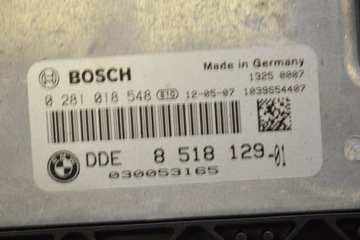 BOSCH
Made in Germany
1325 0007
0 281 018 548 E10 12-05-07 1039S54407
DDE 8 518 129-01
030053165